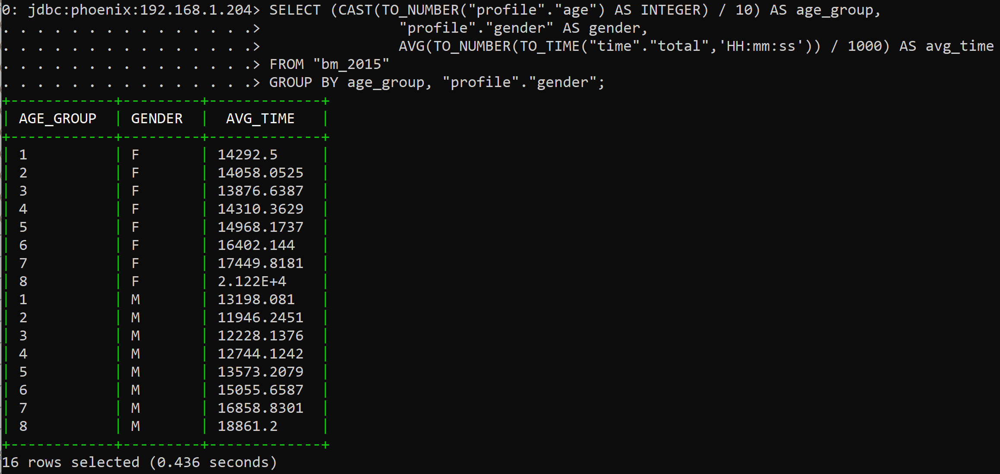 0: jdbc:phoenix:192.168.1.204> SELECT (CAST(TO_NUMBER("profile"."age") AS INTEGER) / 10) AS age_group,
. . . . . . . . . . . . . . .>                "profile"."gender" AS gender,
. . . . . . . . . . . . . . .>                AVG(TO_NUMBER(TO_TIME("time"."total",'HH:mm:ss')) / 1000) AS avg_time
. . . . . . . . . . . . . . .> FROM "bm_2015"
. . . . . . . . . . . . . . .> GROUP BY age_group, "profile"."gender";
+------------+---------+-------------+
| AGE_GROUP  | GENDER  |  AVG_TIME   |
+------------+---------+-------------+
| 1          | F       | 14292.5     |
| 2          | F       | 14058.0525  |
| 3          | F       | 13876.6387  |
| 4          | F       | 14310.3629  |
| 5          | F       | 14968.1737  |
| 6          | F       | 16402.144   |
| 7          | F       | 17449.8181  |
| 8          | F       | 2.122E+4    |
| 1          | M       | 13198.081   |
| 2          | M       | 11946.2451  |
| 3          | M       | 12228.1376  |
| 4          | M       | 12744.1242  |
| 5          | M       | 13573.2079  |
| 6          | M       | 15055.6587  |
| 7          | M       | 16858.8301  |
| 8          | M       | 18861.2     |
+------------+---------+-------------+
16 rows selected (0.436 seconds)